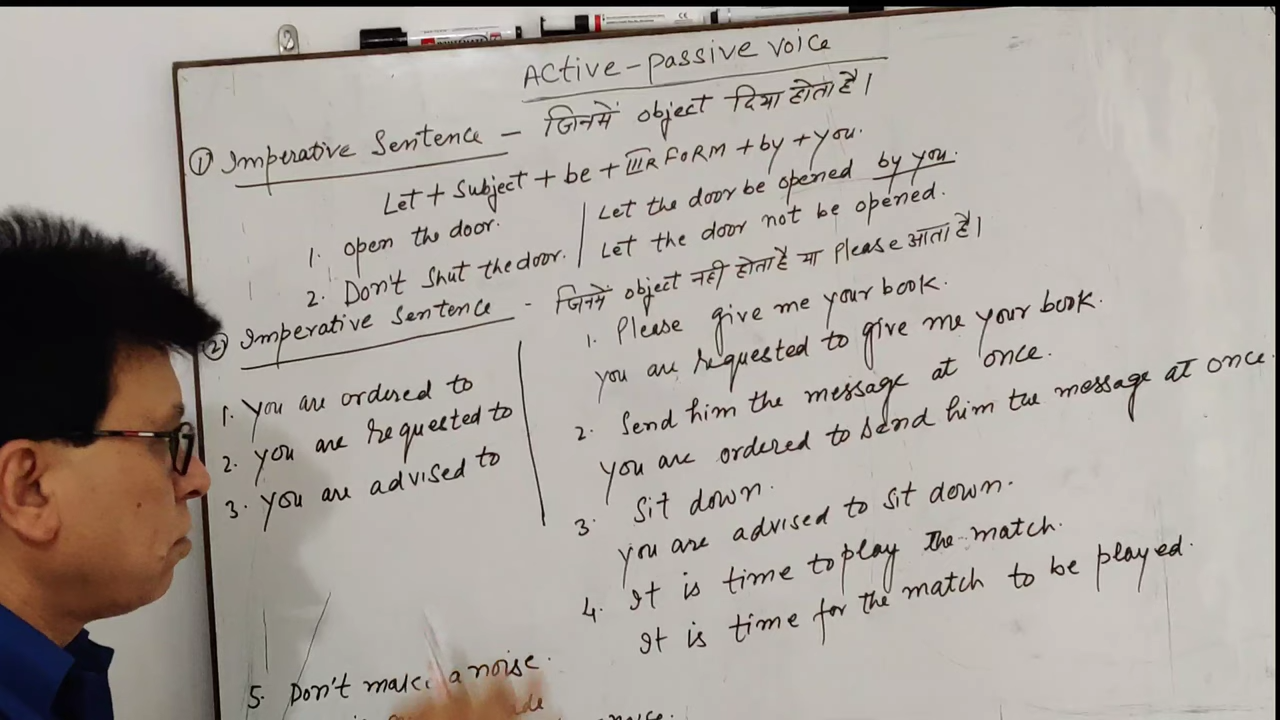 Active-passive voice
① Imperative Sentence - जिनमें object दिया होता है।
Let + Subject + be + IIIR FORM + by + you.
1. open the door.
Let the door be opened by you.
2. Don't shut the door.
Let the door not be opened.
② Imperative Sentence - जिनमें object नही होता है या Please आता है।
1. you are ordered to
2. you are requested to
3. you are advised to
1. Please give me your book.
you are requested to give me your book.
2. Send him the message at once.
you are ordered to send him the message at once.
3. Sit down.
you are advised to sit down.
4. It is time to play the match.
It is time for the match to be played.
5. Don't make a noise.